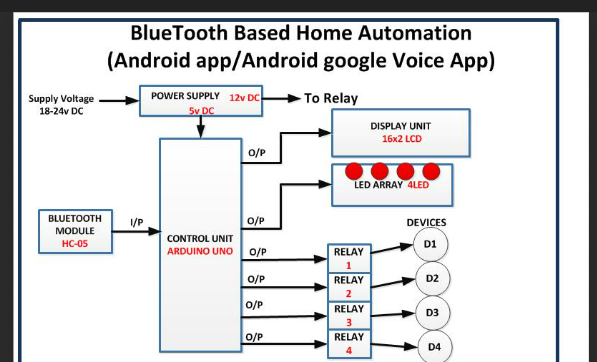 BlueTooth Based Home Automation
(Android app/Android google Voice App)
Supply Voltage
18-24v DC
POWER SUPPLY 12v DC
5v DC
To Relay
DISPLAY UNIT
16x2 LCD
O/P
LED ARRAY 4LED
O/P
BLUETOOTH
MODULE
HC-05
I/P
CONTROL UNIT
ARDUINO UNO
DEVICES
O/P
RELAY
1
D1
O/P
RELAY
2
D2
O/P
RELAY
3
D3
O/P
RELAY
4
D4